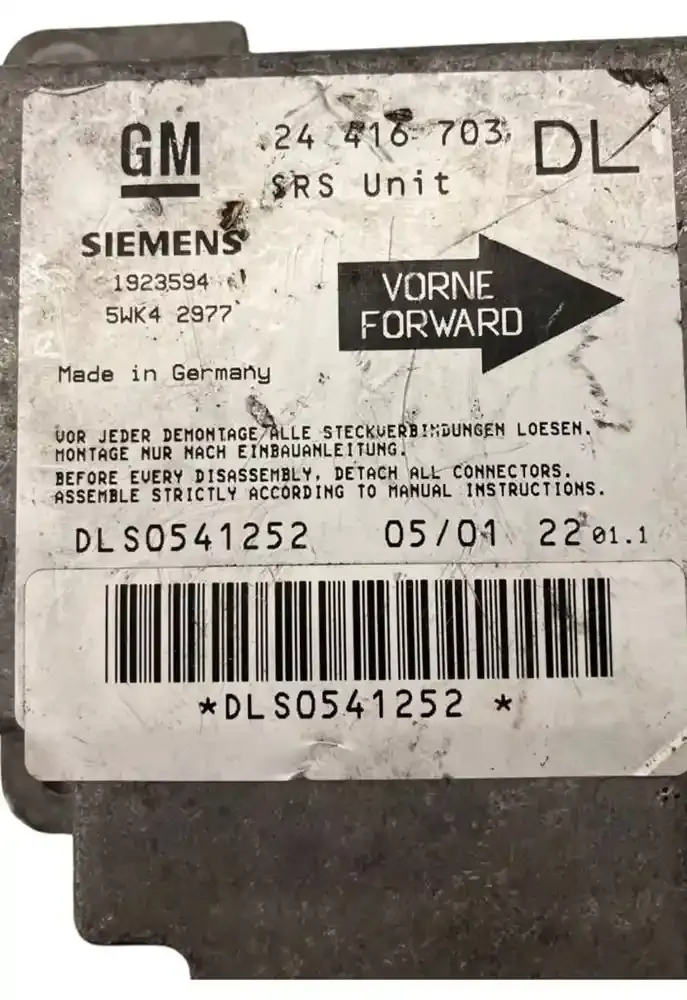 GM 24 416 703 DL
SRS Unit
SIEMENS
1923594
5WK4 2977
VORNE
FORWARD
Made in Germany
VOR JEDER DEMONTAGE ALLE STECKVERBINDUNGEN LOESEN.
MONTAGE NUR NACH EINBAUANLEITUNG.
BEFORE EVERY DISASSEMBLY, DETACH ALL CONNECTORS.
ASSEMBLE STRICTLY ACCORDING TO MANUAL INSTRUCTIONS.
DLS0541252 05/01 22 01.1
*DLS0541252 *